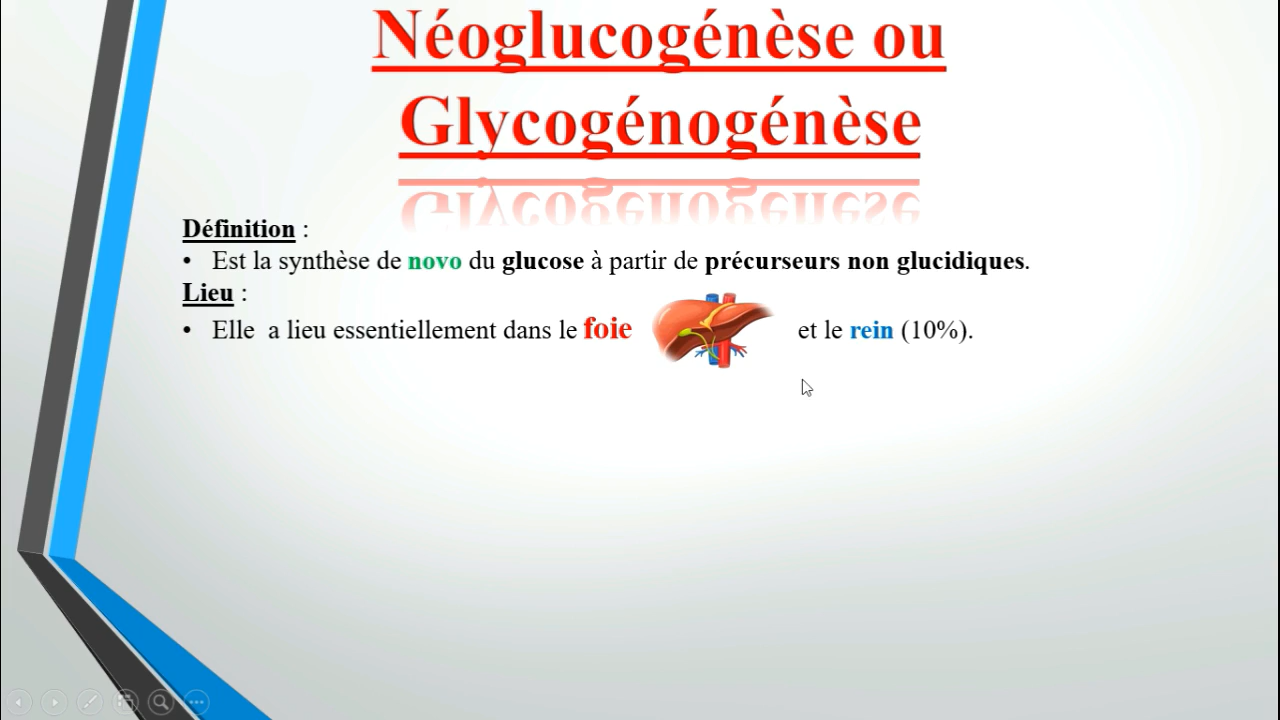 Néoglucogénèse ou
Glycogénogénèse
Définition :
• Est la synthèse de novo du glucose à partir de précurseurs non glucidiques.
Lieu :
• Elle a lieu essentiellement dans le foie et le rein (10%).